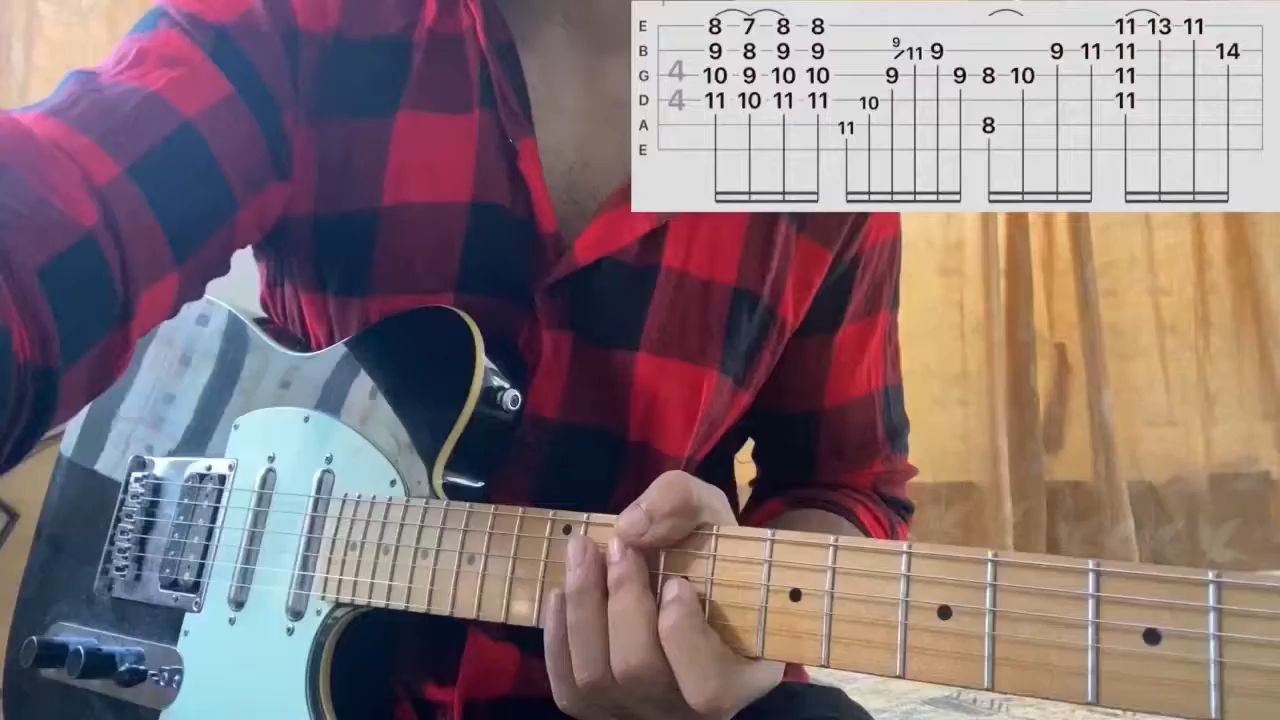 E 8 7 8 8 11 13 11
B 9 8 9 9 9 11 9 9 11 11 14
G 4 10 9 10 10 9 9 8 10 11
D 4 11 10 11 11 10 11
A 11 8
E